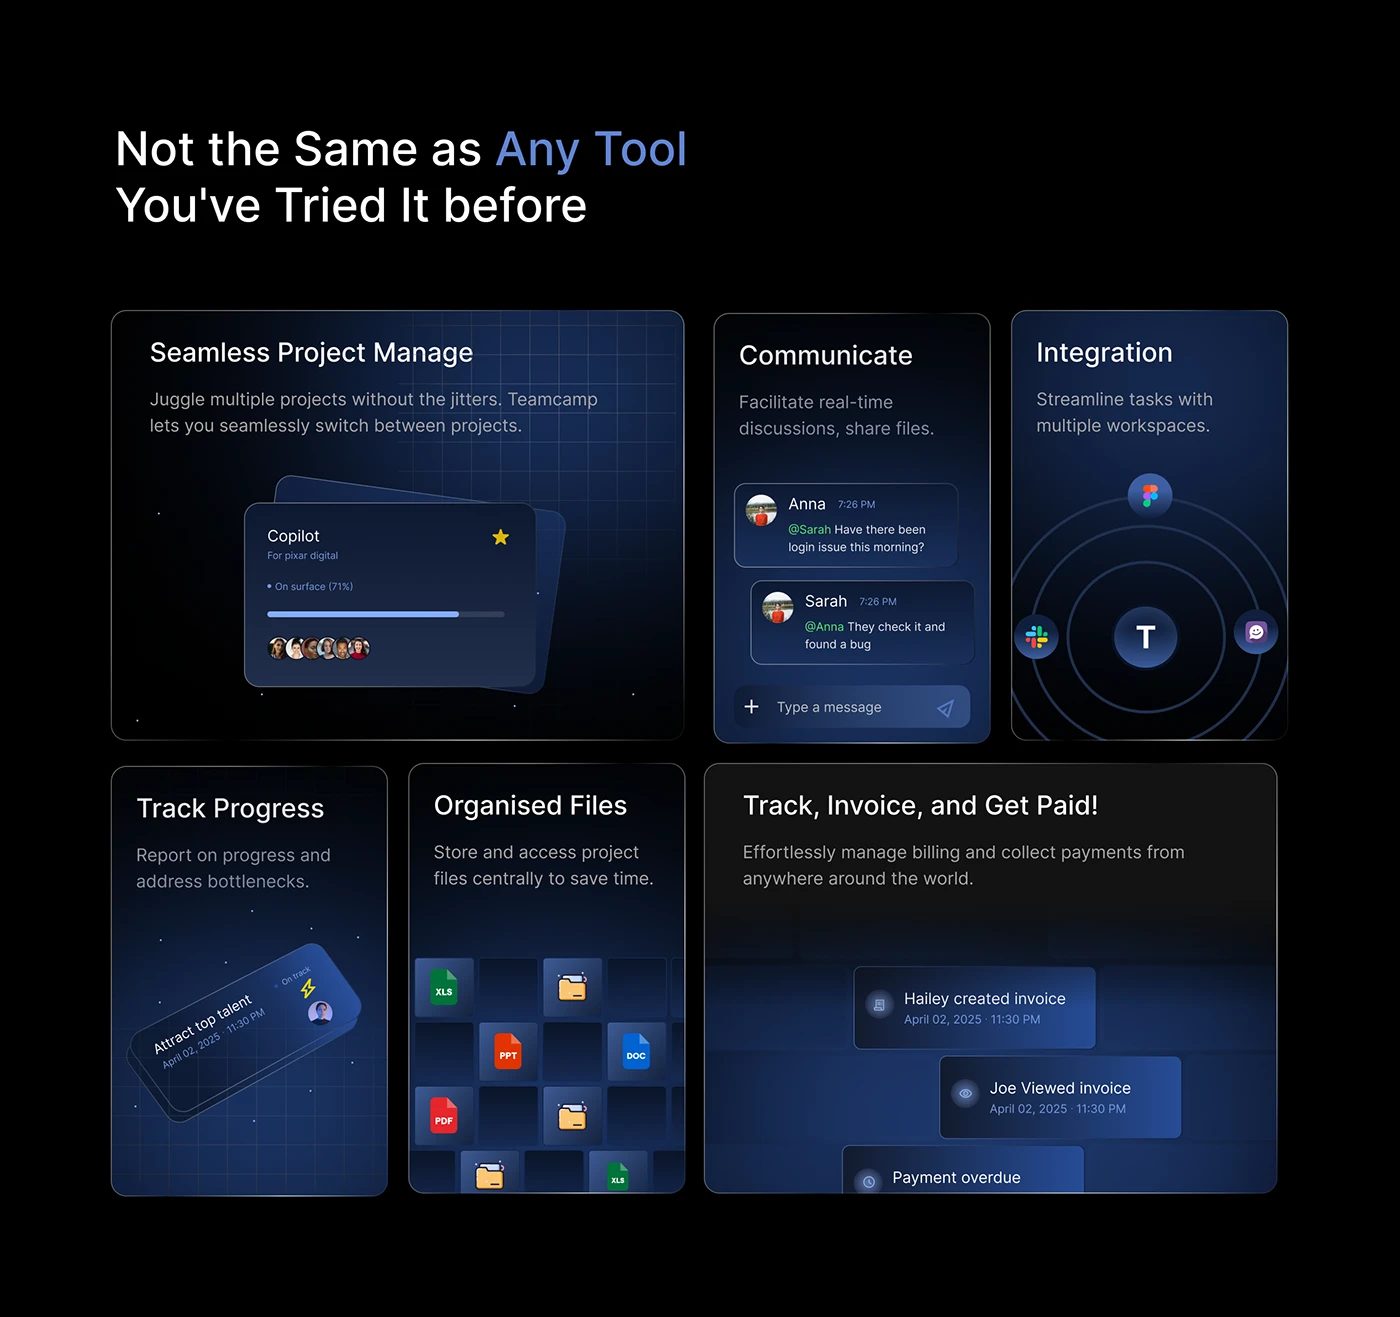 Not the Same as Any Tool
You've Tried It before
Seamless Project Manage
Juggle multiple projects without the jitters. Teamcamp
lets you seamlessly switch between projects.
Copilot
For pixar digital
• On surface (71%)
Communicate
Facilitate real-time
discussions, share files.
Anna 7:26 PM
@Sarah Have there been
login issue this morning?
Sarah 7:26 PM
@Anna They check it and
found a bug
+ Type a message
Integration
Streamline tasks with
multiple workspaces.
T
Track Progress
Report on progress and
address bottlenecks.
• On track
Attract top talent
April 02, 2025 · 11:30 PM
Organised Files
Store and access project
files centrally to save time.
XLS
PPT
DOC
PDF
XLS
Track, Invoice, and Get Paid!
Effortlessly manage billing and collect payments from
anywhere around the world.
Hailey created invoice
April 02, 2025 · 11:30 PM
Joe Viewed invoice
April 02, 2025 · 11:30 PM
Payment overdue